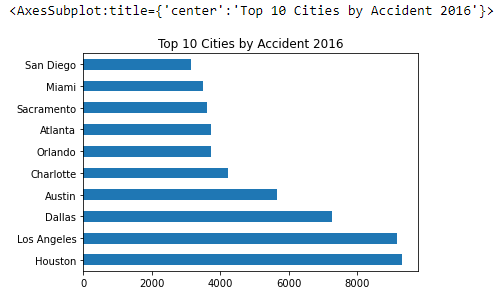 <AxesSubplot:title={'center':'Top 10 Cities by Accident 2016'}>
Top 10 Cities by Accident 2016
San Diego
Miami
Sacramento
Atlanta
Orlando
Charlotte
Austin
Dallas
Los Angeles
Houston
0 2000 4000 6000 8000